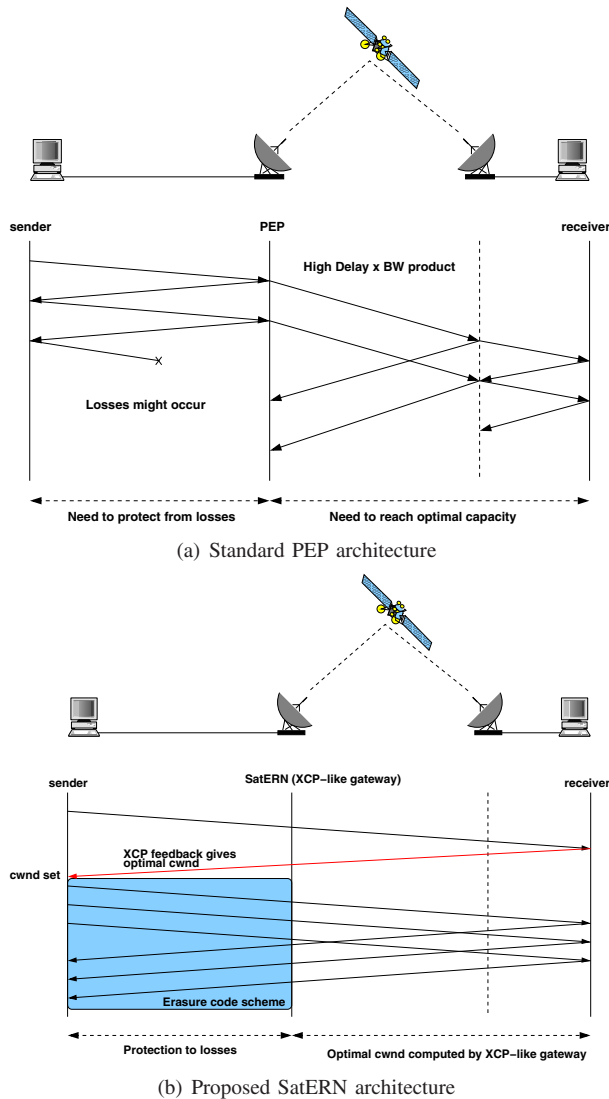 sender
PEP
receiver
High Delay x BW product
Losses might occur
Need to protect from losses
Need to reach optimal capacity
(a) Standard PEP architecture
SatERN (XCP-like gateway)
sender
receiver
XCP feedback gives
optimal cwnd
cwnd set
Erasure code scheme
Protection to losses
Optimal cwnd computed by XCP-like gateway
(b) Proposed SatERN architecture